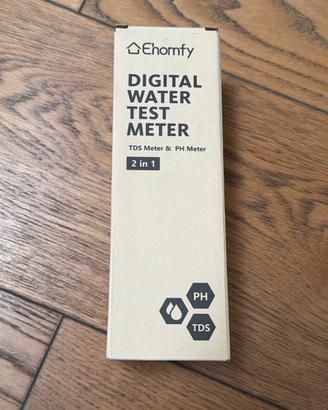 Ehomfy
DIGITAL
WATER
TEST
METER
TDS Meter & PH Meter
2 in 1
PH
TDS